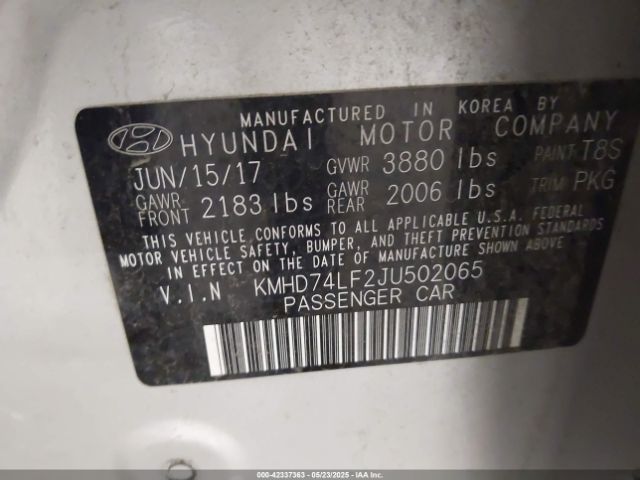 MANUFACTURED IN KOREA BY
HYUNDAI MOTOR COMPANY
JUN/15/17 GVWR 3880 lbs PAINT T8S
GAWR FRONT 2183 lbs GAWR REAR 2006 lbs TRIM PKG
THIS VEHICLE CONFORMS TO ALL APPLICABLE U.S.A. FEDERAL
MOTOR VEHICLE SAFETY, BUMPER, AND THEFT PREVENTION STANDARDS
IN EFFECT ON THE DATE OF MANUFACTURE SHOWN ABOVE
V.I.N KMHD74LF2JU502065
PASSENGER CAR
000-42337363 - 05/23/2025 - IAAI